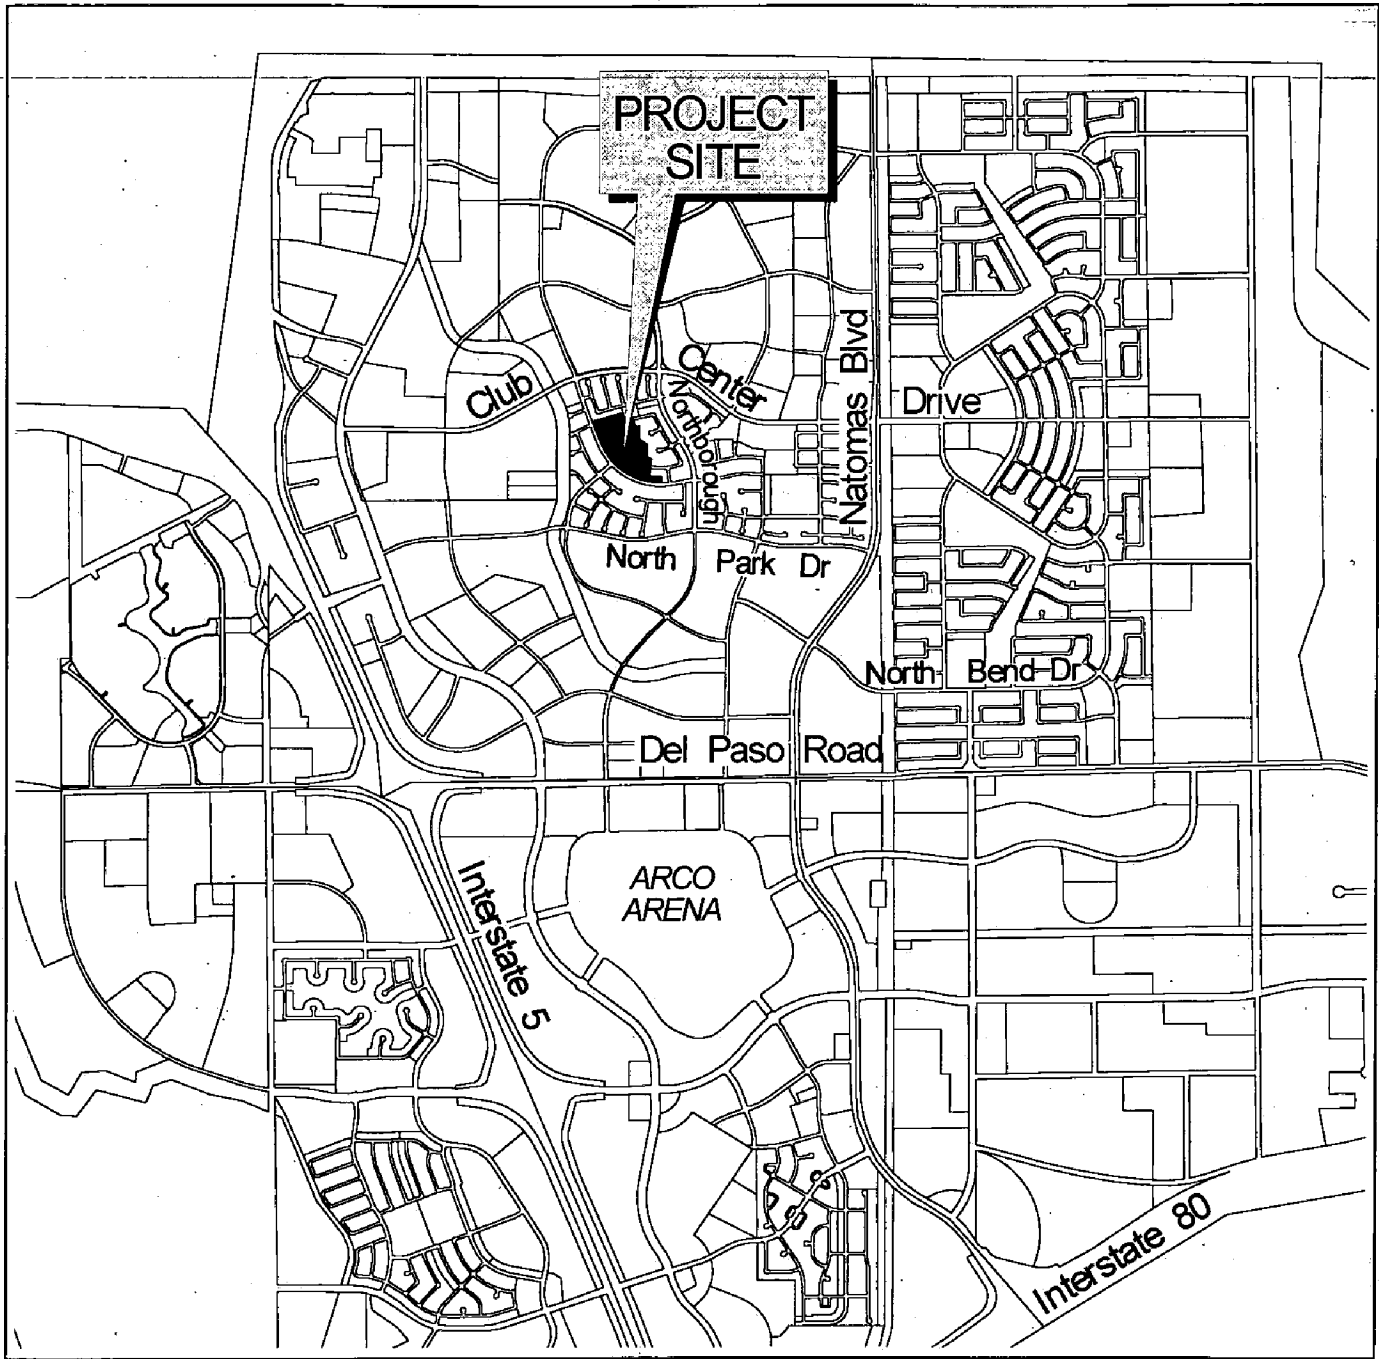 PROJECT
SITE
Club Center Drive
Northborough
Natomas Blvd
North Park Dr
North Bend Dr
Del Paso Road
ARCO
ARENA
Interstate 5
Interstate 80